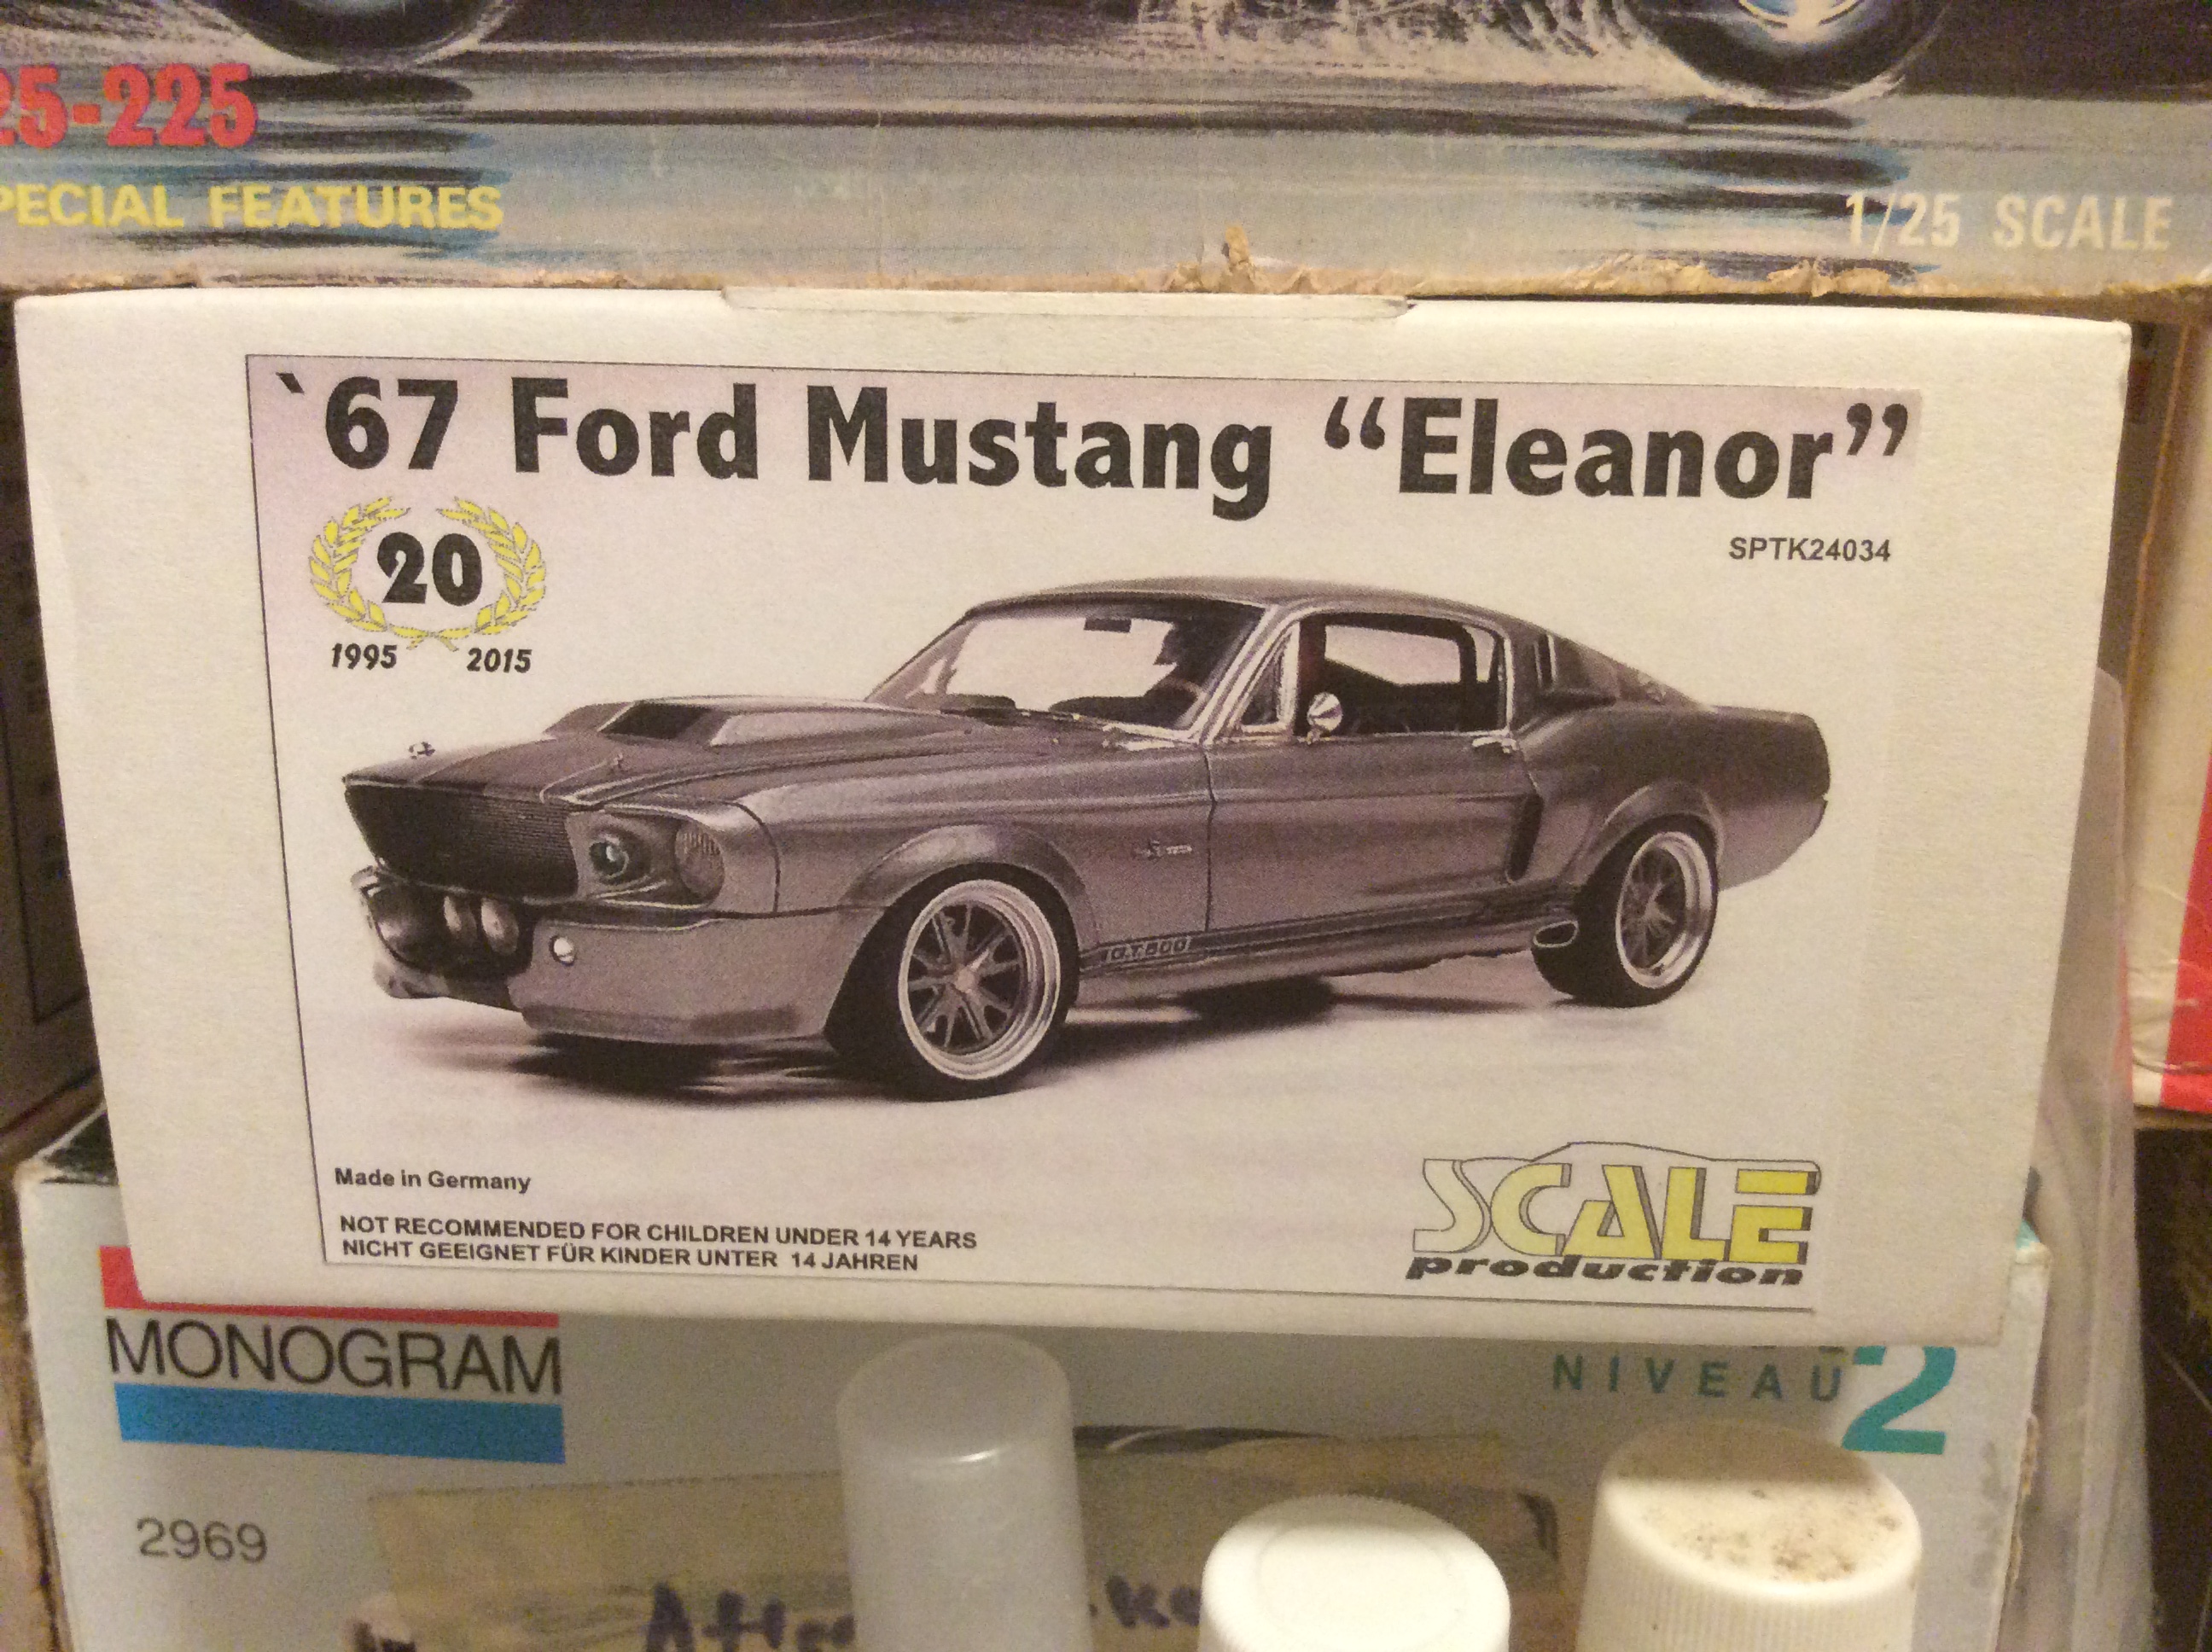 25-225
PECIAL FEATURES
1/25 SCALE
`67 Ford Mustang “Eleanor”
SPTK24034
20
1995 2015
G.T.500
Made in Germany
NOT RECOMMENDED FOR CHILDREN UNDER 14 YEARS
NICHT GEEIGNET FÜR KINDER UNTER 14 JAHREN
SCALE
production
MONOGRAM
NIVEAU 2
2969